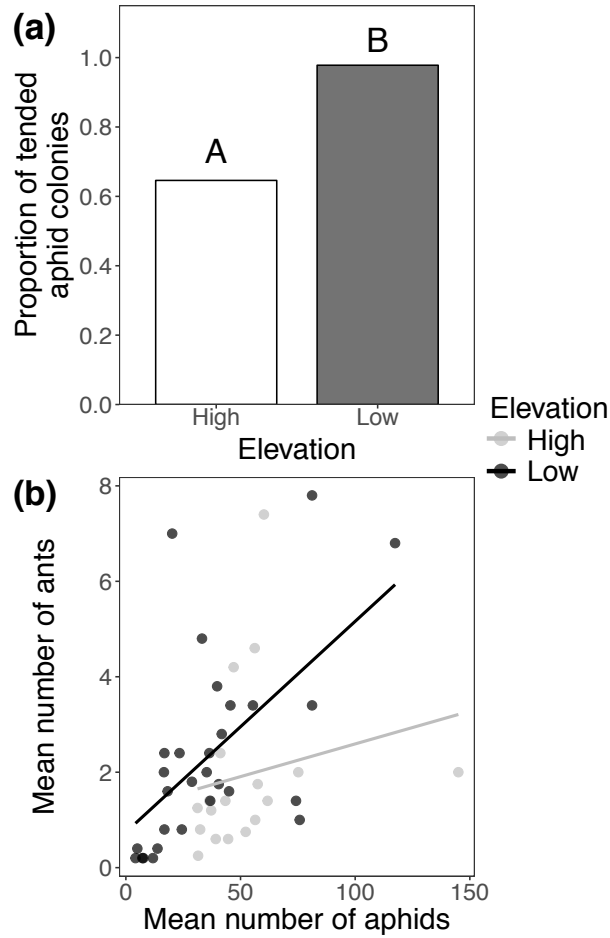 (a)
Proportion of tended
aphid colonies
1.0
0.8
0.6
0.4
0.2
0.0
A
B
High
Low
Elevation
Elevation
High
Low
(b)
Mean number of ants
8
6
4
2
0
0
50
100
150
Mean number of aphids